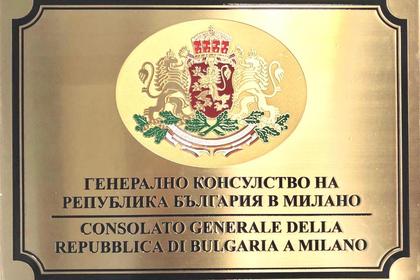 ГЕНЕРАЛНО КОНСУЛСТВО НА
РЕПУБЛИКА БЪЛГАРИЯ В МИЛАНО
CONSOLATO GENERALE DELLA
REPUBBLICA DI BULGARIA A MILANO